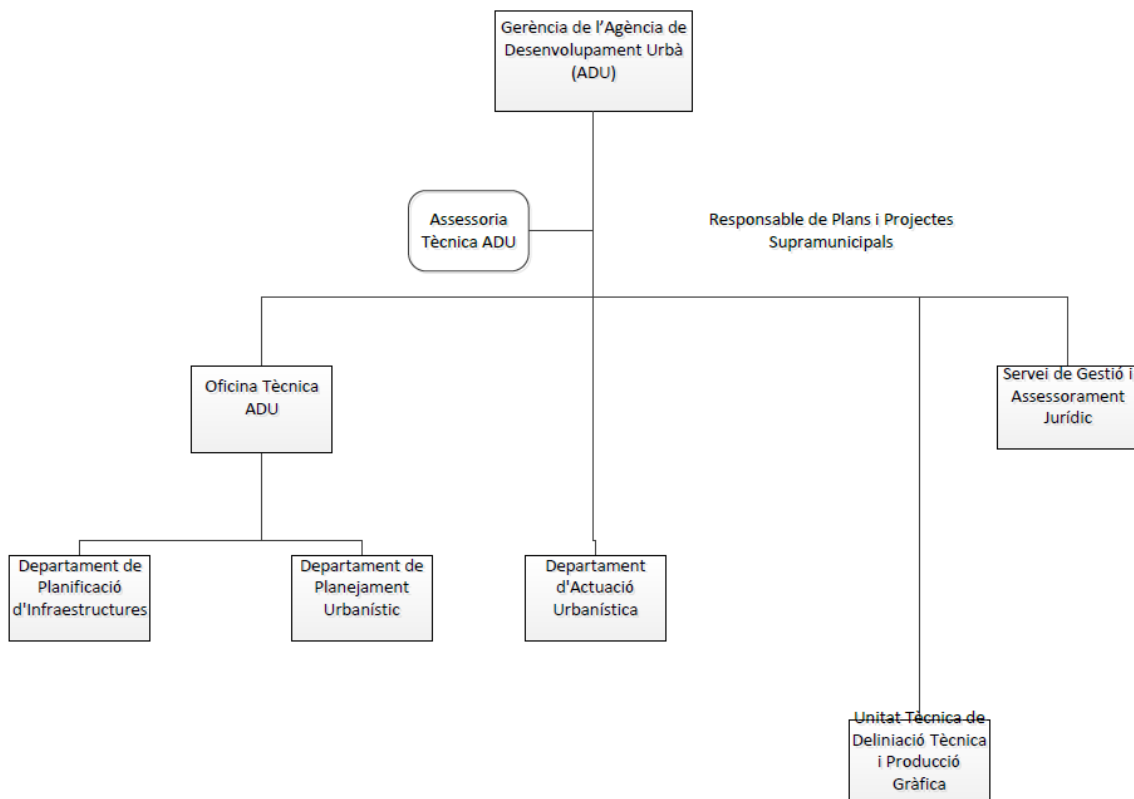 Gerència de l'Agència de
Desenvolupament Urbà
(ADU)
Assessoria
Tècnica ADU
Responsable de Plans i Projectes
Supramunicipals
Oficina Tècnica
ADU
Servei de Gestió i
Assessorament
Jurídic
Departament de
Planificació
d'Infraestructures
Departament de
Planejament
Urbanístic
Departament
d'Actuació
Urbanística
Unitat Tècnica de
Deliniació Tècnica
i Producció
Gràfica